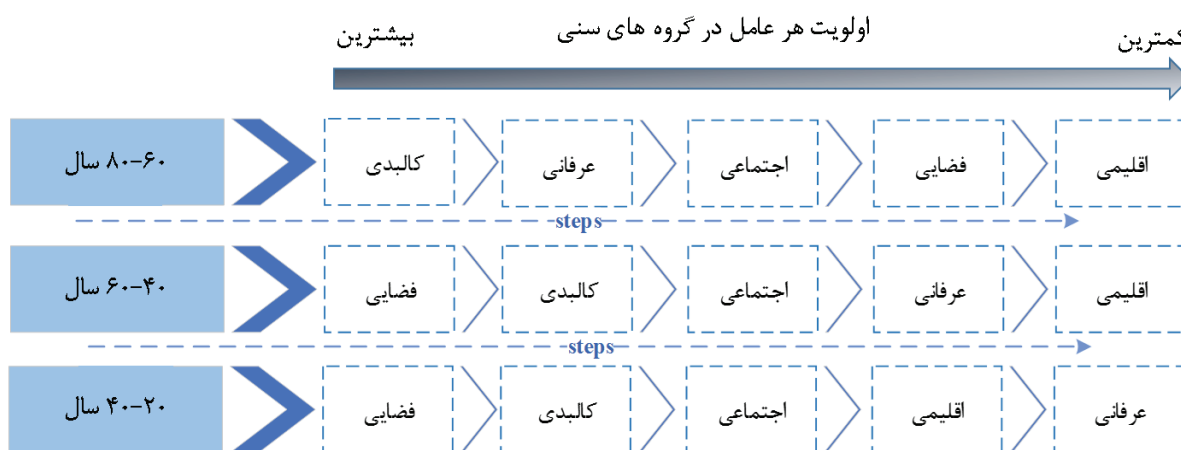 بیشترین
اولویت هر عامل در گروه های سنی
کمترین
۶۰-۸۰ سال
کالبدی
عرفانی
اجتماعی
فضایی
اقلیمی
steps
۴۰-۶۰ سال
فضایی
کالبدی
اجتماعی
عرفانی
اقلیمی
steps
۲۰-۴۰ سال
فضایی
کالبدی
اجتماعی
اقلیمی
عرفانی